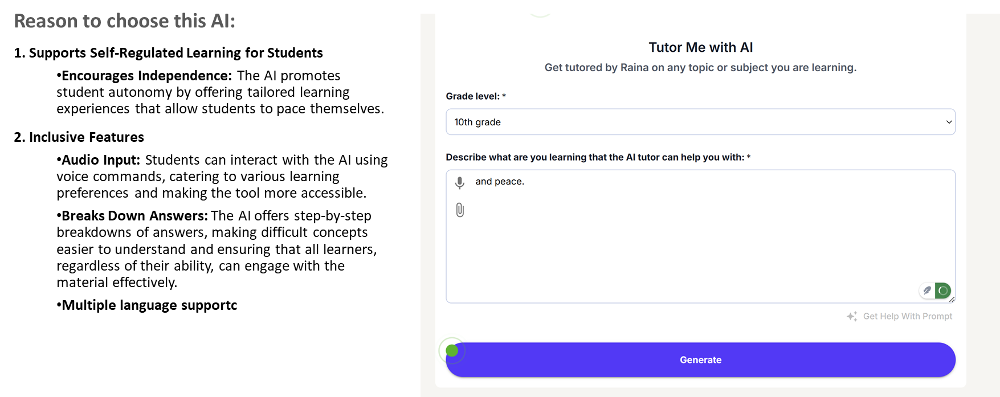 Reason to choose this AI:
1. Supports Self-Regulated Learning for Students
•Encourages Independence: The AI promotes
student autonomy by offering tailored learning
experiences that allow students to pace themselves.
2. Inclusive Features
•Audio Input: Students can interact with the AI using
voice commands, catering to various learning
preferences and making the tool more accessible.
•Breaks Down Answers: The AI offers step-by-step
breakdowns of answers, making difficult concepts
easier to understand and ensuring that all learners,
regardless of their ability, can engage with the
material effectively.
•Multiple language supportc
Tutor Me with AI
Get tutored by Raina on any topic or subject you are learning.
Grade level: *
10th grade
Describe what are you learning that the AI tutor can help you with: *
and peace.
Get Help With Prompt
Generate